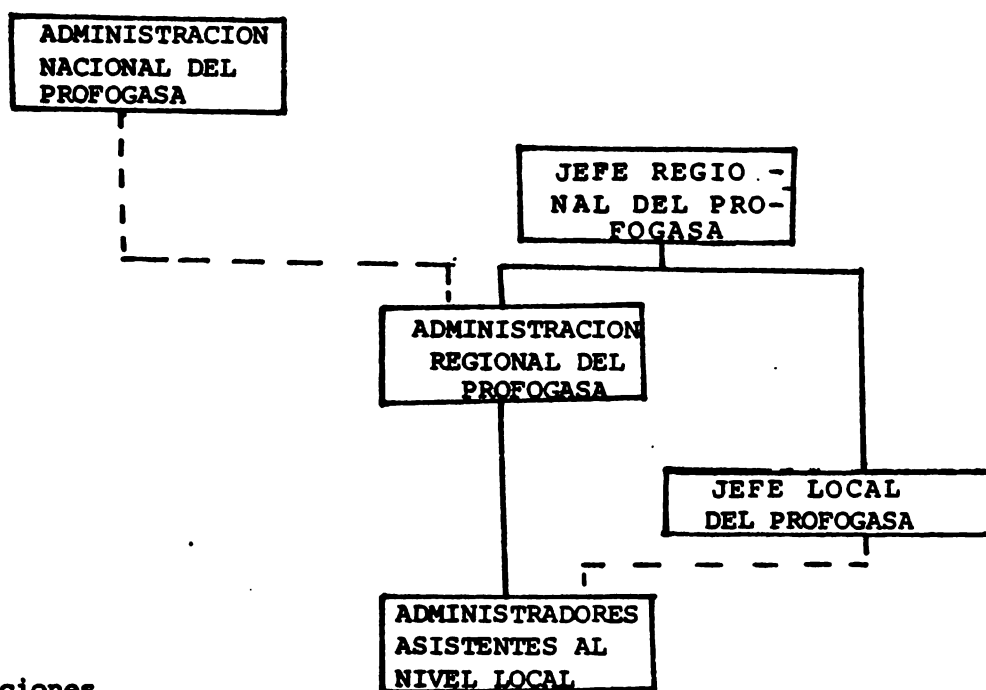 ADMINISTRACION
NACIONAL DEL
PROFOGASA
JEFE REGIO -
NAL DEL PRO-
FOGASA
ADMINISTRACION
REGIONAL DEL
PROFOGASA
JEFE LOCAL
DEL PROFOGASA
ADMINISTRADORES
ASISTENTES AL
NIVEL LOCAL
ciones